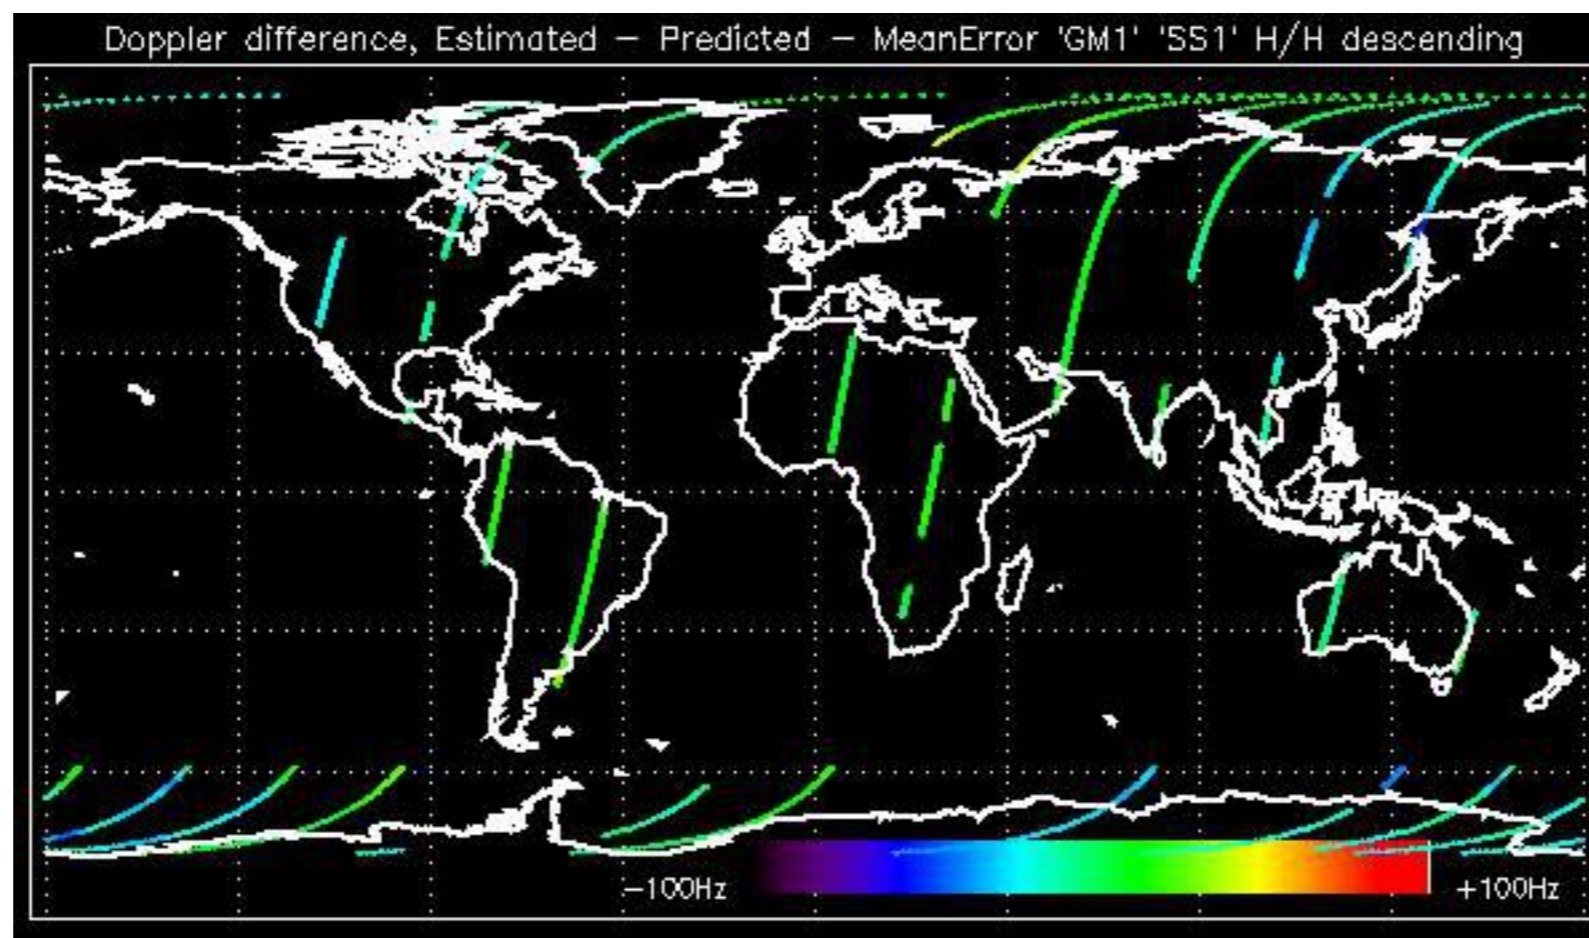 Doppler difference, Estimated – Predicted – MeanError 'GM1' 'SS1' H/H descending
–100Hz
+100Hz